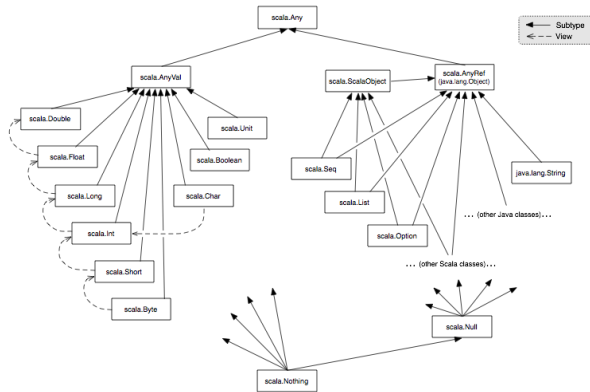 scala.Any
Subtype
View
scala.AnyVal
scala.ScalaObject
scala.AnyRef
(java.lang.Object)
scala.Double
scala.Unit
scala.Float
scala.Boolean
scala.Seq
java.lang.String
scala.Long
scala.Char
scala.List
... (other Java classes)...
scala.Int
scala.Option
... (other Scala classes)...
scala.Short
scala.Byte
scala.Null
scala.Nothing